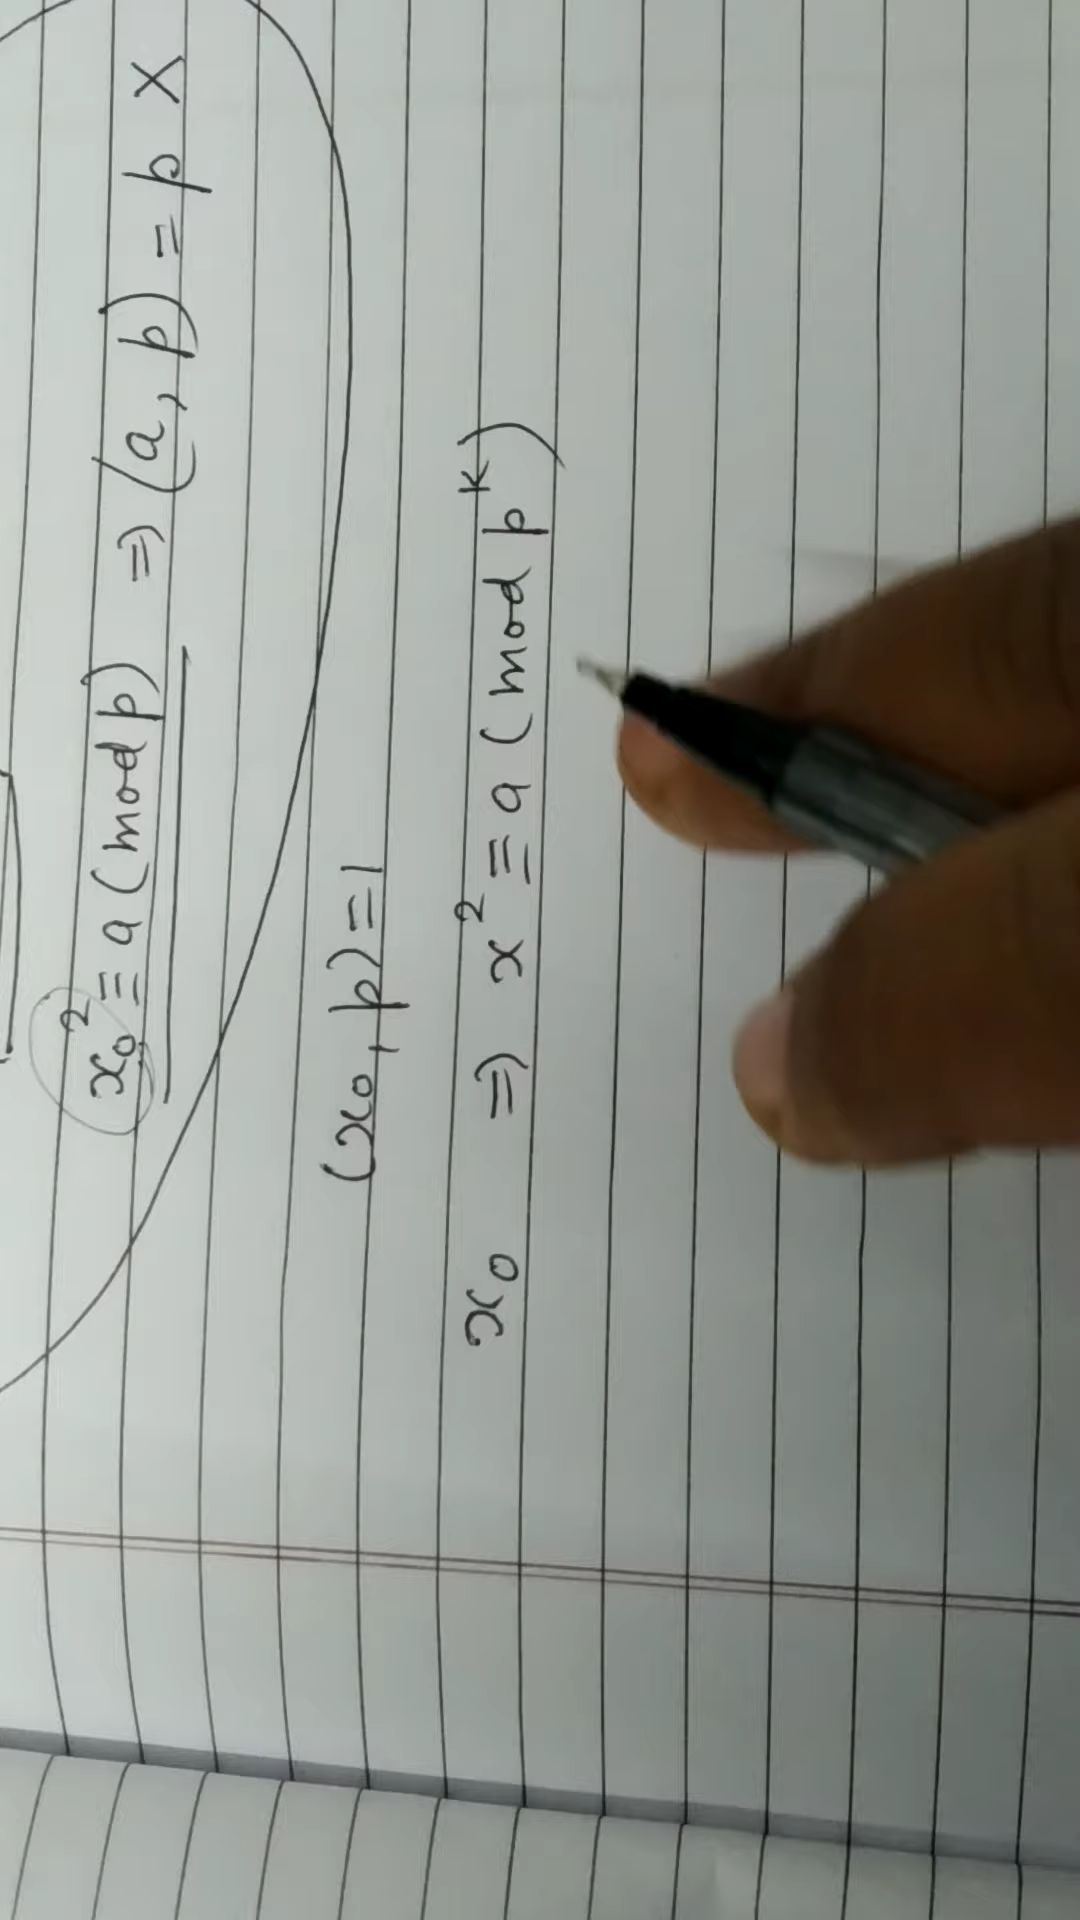 x₀² ≡ a (mod p) ⇒ (a, p) = p ×
(x₀, p) = 1
x₀ ⇒ x² ≡ a (mod pᵏ)